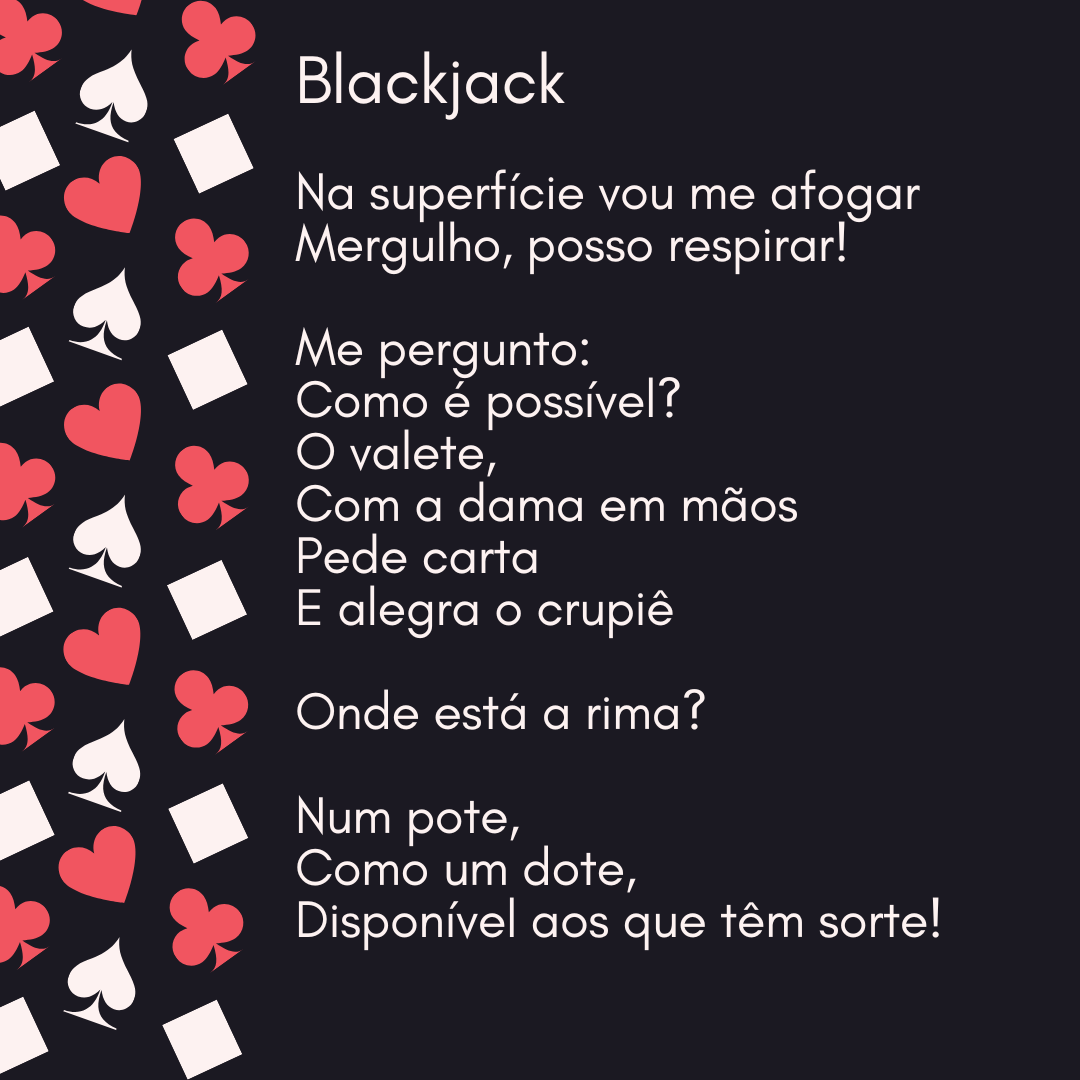 Blackjack
Na superfície vou me afogar
Mergulho, posso respirar!
Me pergunto:
Como é possível?
O valete,
Com a dama em mãos
Pede carta
E alegra o crupiê
Onde está a rima?
Num pote,
Como um dote,
Disponível aos que têm sorte!